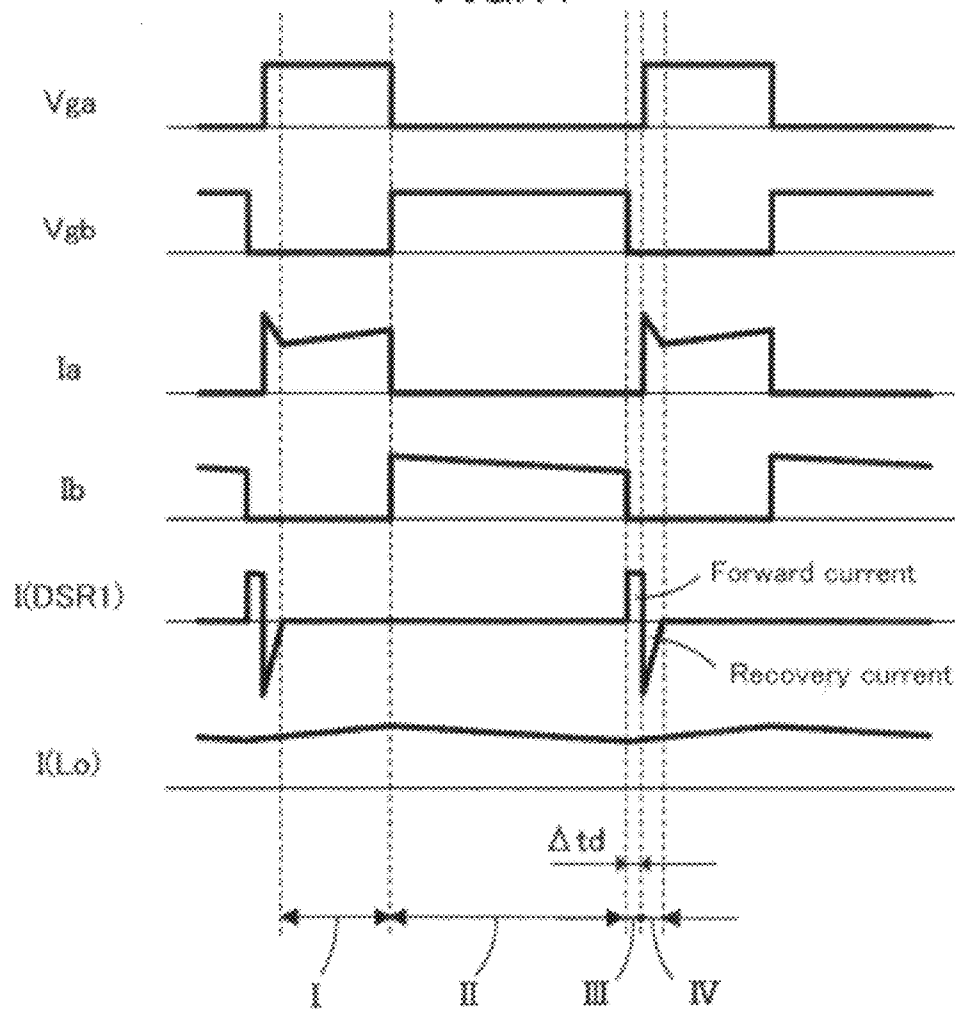 Vga
Vgb
Ia
Ib
I(DSR1)
Forward current
Recovery current
I(Lo)
Δtd
I
II
III
IV